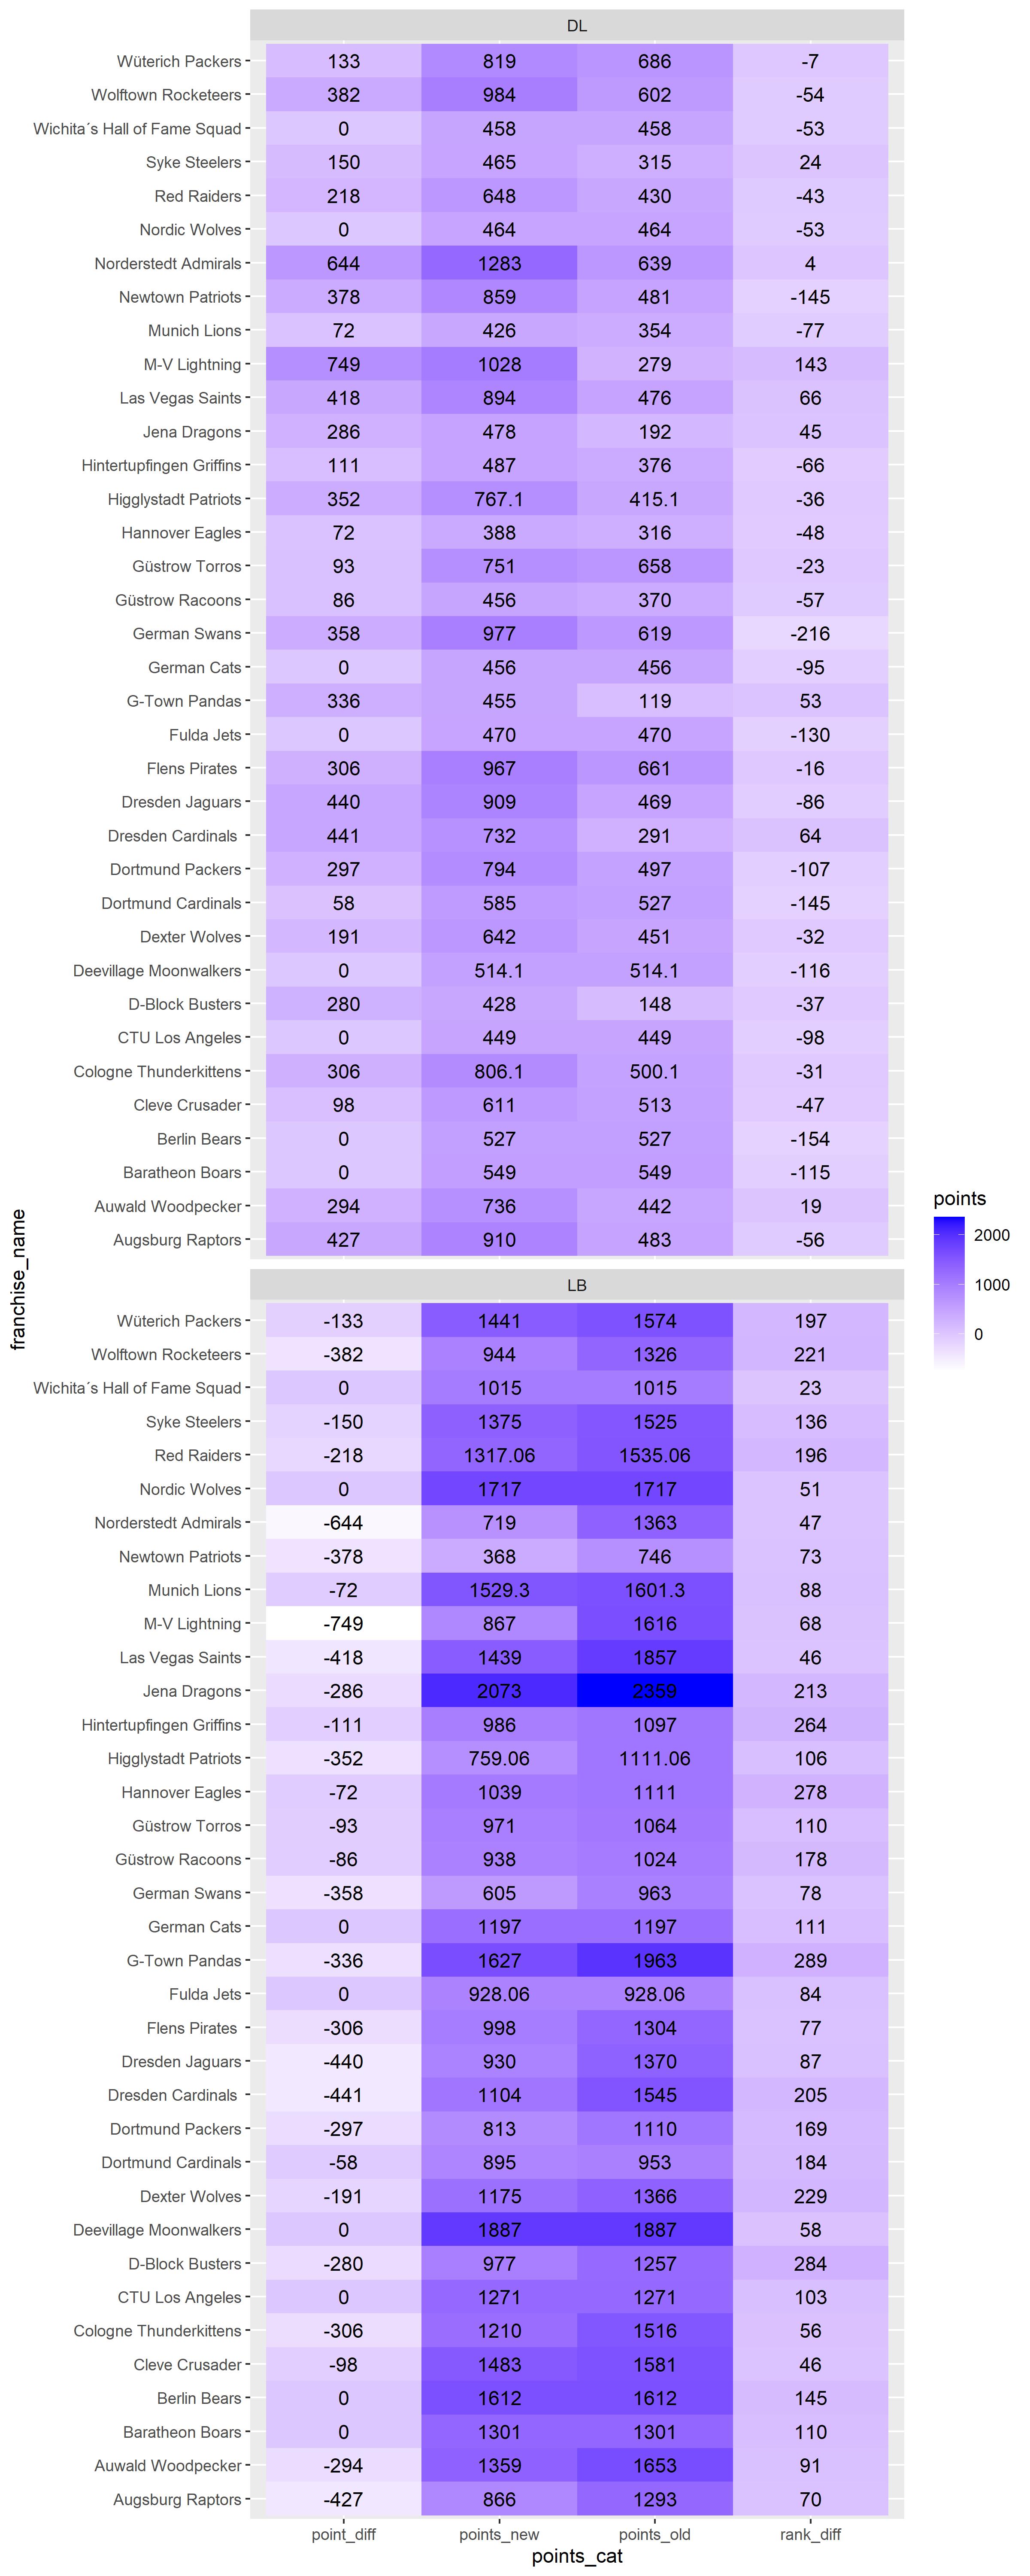 DL
Wüterich Packers 133 819 686 -7
Wolftown Rocketeers 382 984 602 -54
Wichita´s Hall of Fame Squad 0 458 458 -53
Syke Steelers 150 465 315 24
Red Raiders 218 648 430 -43
Nordic Wolves 0 464 464 -53
Norderstedt Admirals 644 1283 639 4
Newtown Patriots 378 859 481 -145
Munich Lions 72 426 354 -77
M-V Lightning 749 1028 279 143
Las Vegas Saints 418 894 476 66
Jena Dragons 286 478 192 45
Hintertupfingen Griffins 111 487 376 -66
Higglystadt Patriots 352 767.1 415.1 -36
Hannover Eagles 72 388 316 -48
Güstrow Torros 93 751 658 -23
Güstrow Racoons 86 456 370 -57
German Swans 358 977 619 -216
German Cats 0 456 456 -95
G-Town Pandas 336 455 119 53
Fulda Jets 0 470 470 -130
Flens Pirates 306 967 661 -16
Dresden Jaguars 440 909 469 -86
Dresden Cardinals 441 732 291 64
Dortmund Packers 297 794 497 -107
Dortmund Cardinals 58 585 527 -145
Dexter Wolves 191 642 451 -32
Deevillage Moonwalkers 0 514.1 514.1 -116
D-Block Busters 280 428 148 -37
CTU Los Angeles 0 449 449 -98
Cologne Thunderkittens 306 806.1 500.1 -31
Cleve Crusader 98 611 513 -47
Berlin Bears 0 527 527 -154
Baratheon Boars 0 549 549 -115
Auwald Woodpecker 294 736 442 19
Augsburg Raptors 427 910 483 -56
LB
Wüterich Packers -133 1441 1574 197
Wolftown Rocketeers -382 944 1326 221
Wichita´s Hall of Fame Squad 0 1015 1015 23
Syke Steelers -150 1375 1525 136
Red Raiders -218 1317.06 1535.06 196
Nordic Wolves 0 1717 1717 51
Norderstedt Admirals -644 719 1363 47
Newtown Patriots -378 368 746 73
Munich Lions -72 1529.3 1601.3 88
M-V Lightning -749 867 1616 68
Las Vegas Saints -418 1439 1857 46
Jena Dragons -286 2073 2359 213
Hintertupfingen Griffins -111 986 1097 264
Higglystadt Patriots -352 759.06 1111.06 106
Hannover Eagles -72 1039 1111 278
Güstrow Torros -93 971 1064 110
Güstrow Racoons -86 938 1024 178
German Swans -358 605 963 78
German Cats 0 1197 1197 111
G-Town Pandas -336 1627 1963 289
Fulda Jets 0 928.06 928.06 84
Flens Pirates -306 998 1304 77
Dresden Jaguars -440 930 1370 87
Dresden Cardinals -441 1104 1545 205
Dortmund Packers -297 813 1110 169
Dortmund Cardinals -58 895 953 184
Dexter Wolves -191 1175 1366 229
Deevillage Moonwalkers 0 1887 1887 58
D-Block Busters -280 977 1257 284
CTU Los Angeles 0 1271 1271 103
Cologne Thunderkittens -306 1210 1516 56
Cleve Crusader -98 1483 1581 46
Berlin Bears 0 1612 1612 145
Baratheon Boars 0 1301 1301 110
Auwald Woodpecker -294 1359 1653 91
Augsburg Raptors -427 866 1293 70
point_diff points_new points_old rank_diff
points_cat
franchise_name
points
2000
1000
0